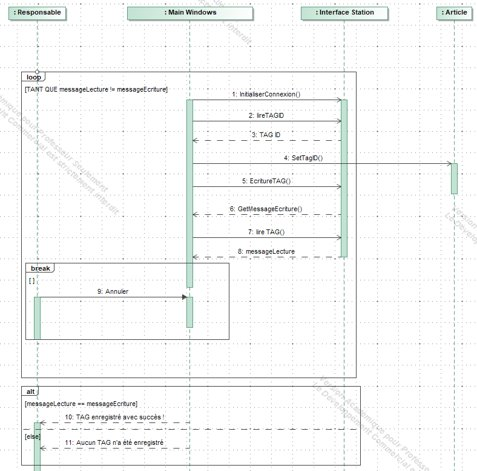 : Responsable
: Main Windows
: Interface Station
: Article
loop
[TANT QUE messageLecture != messageEcriture]
1: InitialiserConnexion()
2: lireTAGID
3: TAG ID
4: SetTagID()
5: EcritureTAG()
6: GetMessageEcriture()
7: lire TAG()
8: messageLecture
break
[ ]
9: Annuler
alt
[messageLecture == messageEcriture]
10: TAG enregistré avec succès !
[else]
11: Aucun TAG n'a été enregistré